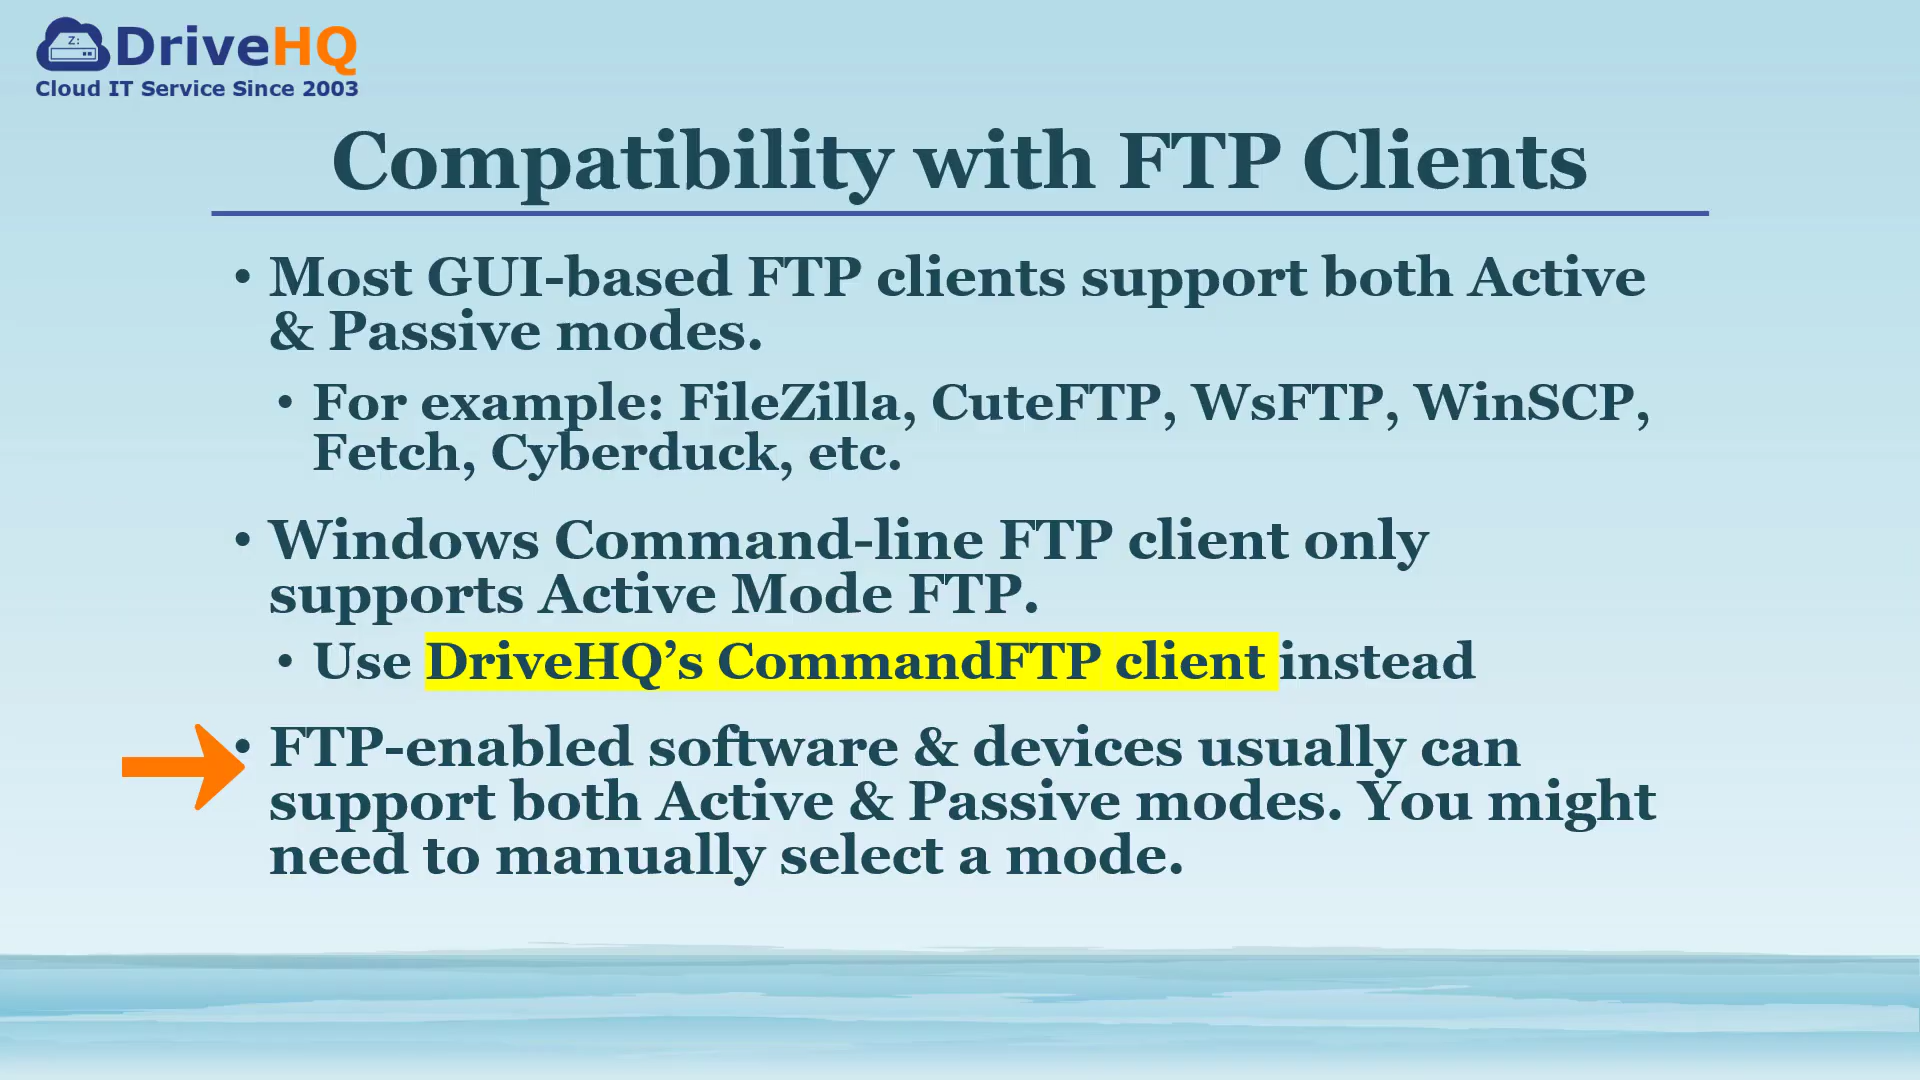 Z:
DriveHQ
Cloud IT Service Since 2003
Compatibility with FTP Clients
• Most GUI-based FTP clients support both Active
& Passive modes.
• For example: FileZilla, CuteFTP, WsFTP, WinSCP,
Fetch, Cyberduck, etc.
• Windows Command-line FTP client only
supports Active Mode FTP.
• Use DriveHQ’s CommandFTP client instead
• FTP-enabled software & devices usually can
support both Active & Passive modes. You might
need to manually select a mode.